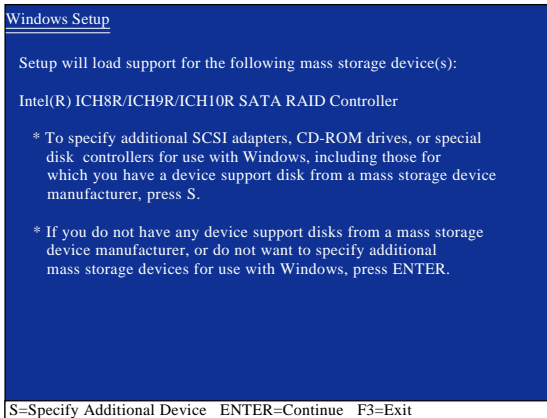 Windows Setup
Setup will load support for the following mass storage device(s):
Intel(R) ICH8R/ICH9R/ICH10R SATA RAID Controller
* To specify additional SCSI adapters, CD-ROM drives, or special
disk controllers for use with Windows, including those for
which you have a device support disk from a mass storage device
manufacturer, press S.
* If you do not have any device support disks from a mass storage
device manufacturer, or do not want to specify additional
mass storage devices for use with Windows, press ENTER.
S=Specify Additional Device ENTER=Continue F3=Exit